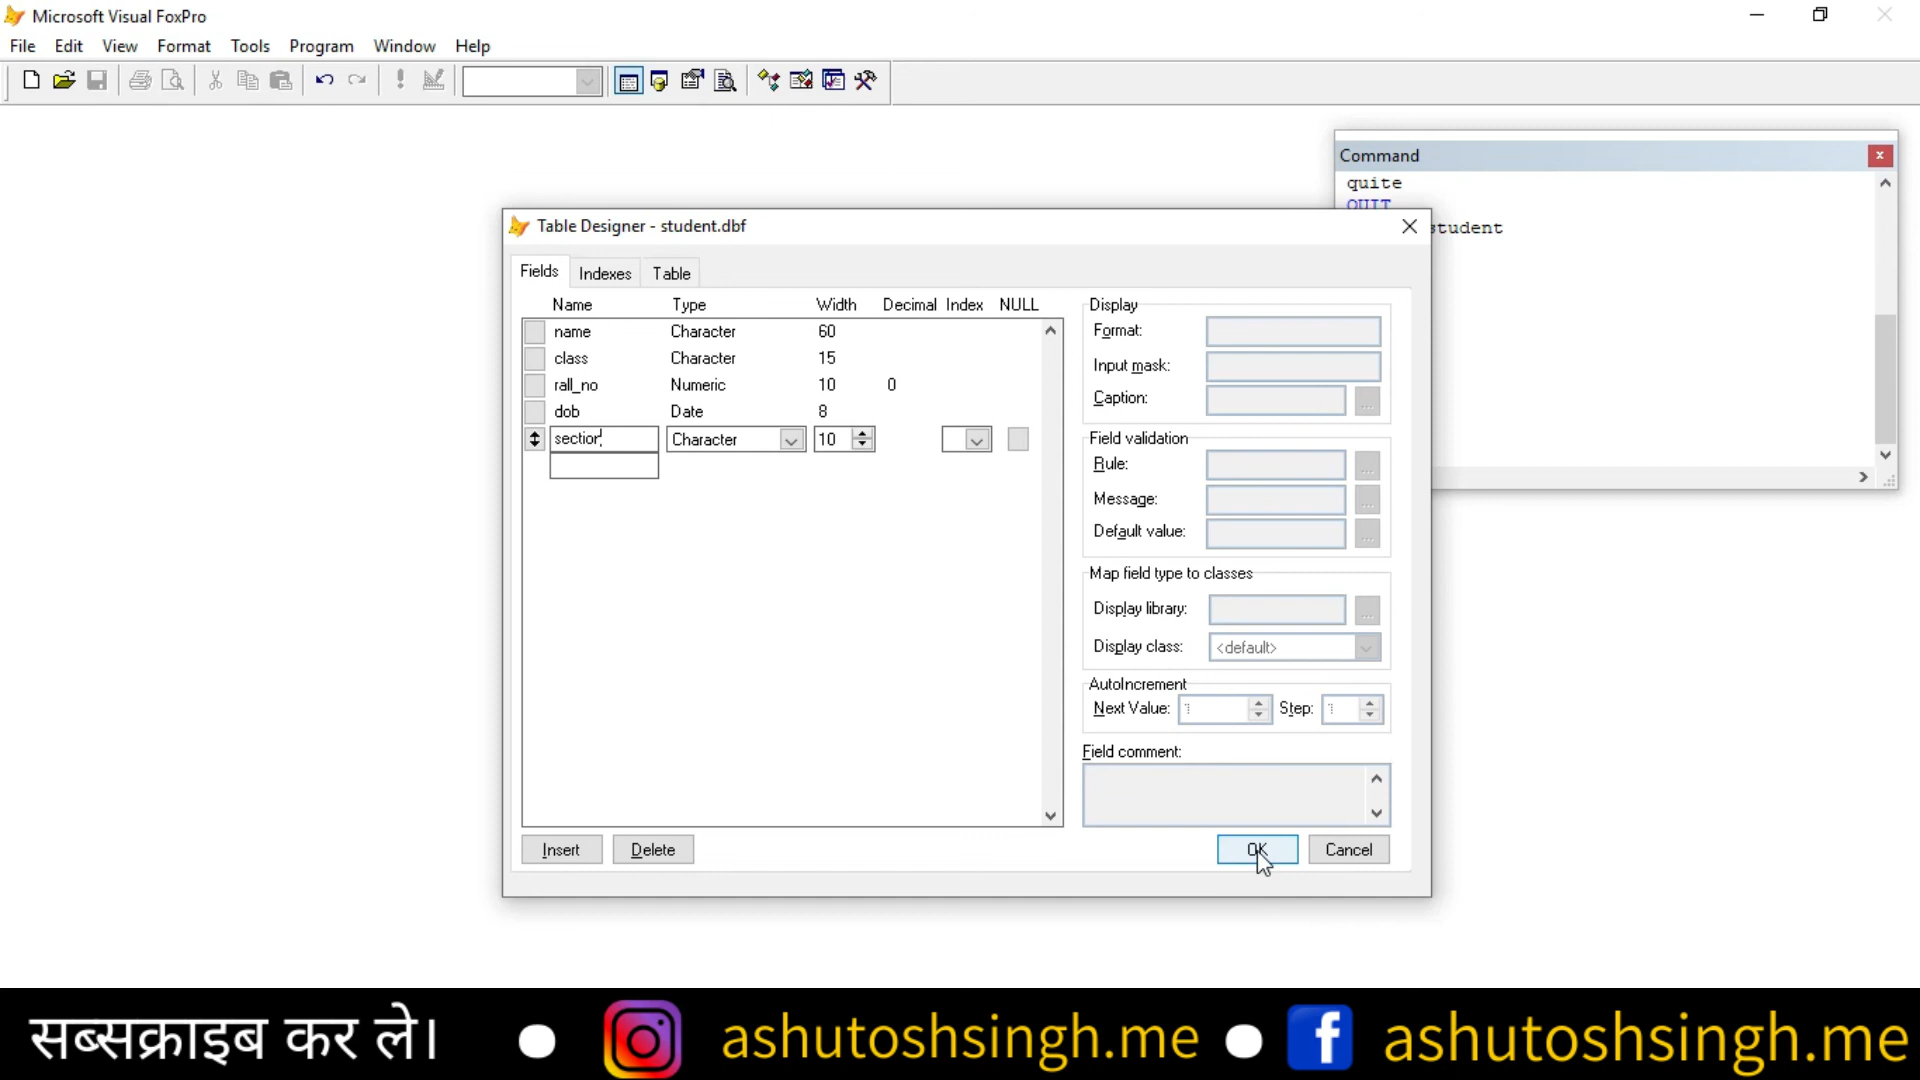 Microsoft Visual FoxPro
File Edit View Format Tools Program Window Help
Command
quite
QUIT
student
Table Designer - student.dbf
Fields Indexes Table
Name Type Width Decimal Index NULL
name Character 60
class Character 15
rall_no Numeric 10 0
dob Date 8
section Character 10
Display
Format:
Input mask:
Caption:
Field validation
Rule:
Message:
Default value:
Map field type to classes
Display library:
Display class: <default>
AutoIncrement
Next Value: 1 Step: 1
Field comment:
Insert Delete OK Cancel
सब्सक्राइब कर ले। ashutoshsingh.me ashutoshsingh.me